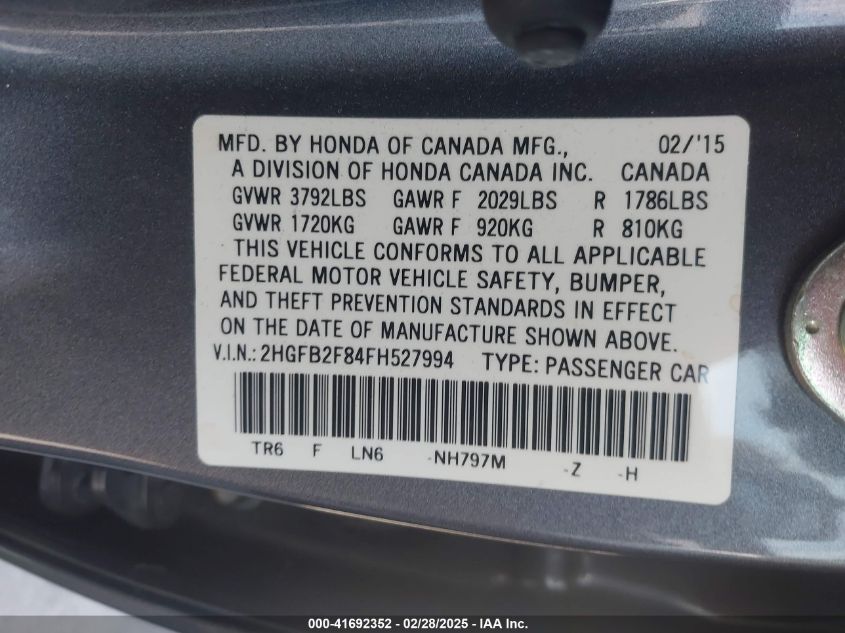 MFD. BY HONDA OF CANADA MFG., 02/'15
A DIVISION OF HONDA CANADA INC. CANADA
GVWR 3792LBS GAWR F 2029LBS R 1786LBS
GVWR 1720KG GAWR F 920KG R 810KG
THIS VEHICLE CONFORMS TO ALL APPLICABLE
FEDERAL MOTOR VEHICLE SAFETY, BUMPER,
AND THEFT PREVENTION STANDARDS IN EFFECT
ON THE DATE OF MANUFACTURE SHOWN ABOVE.
V.I.N.: 2HGFB2F84FH527994 TYPE: PASSENGER CAR
TR6 F LN6 -NH797M -Z -H
000-41692352 - 02/28/2025 - IAA Inc.